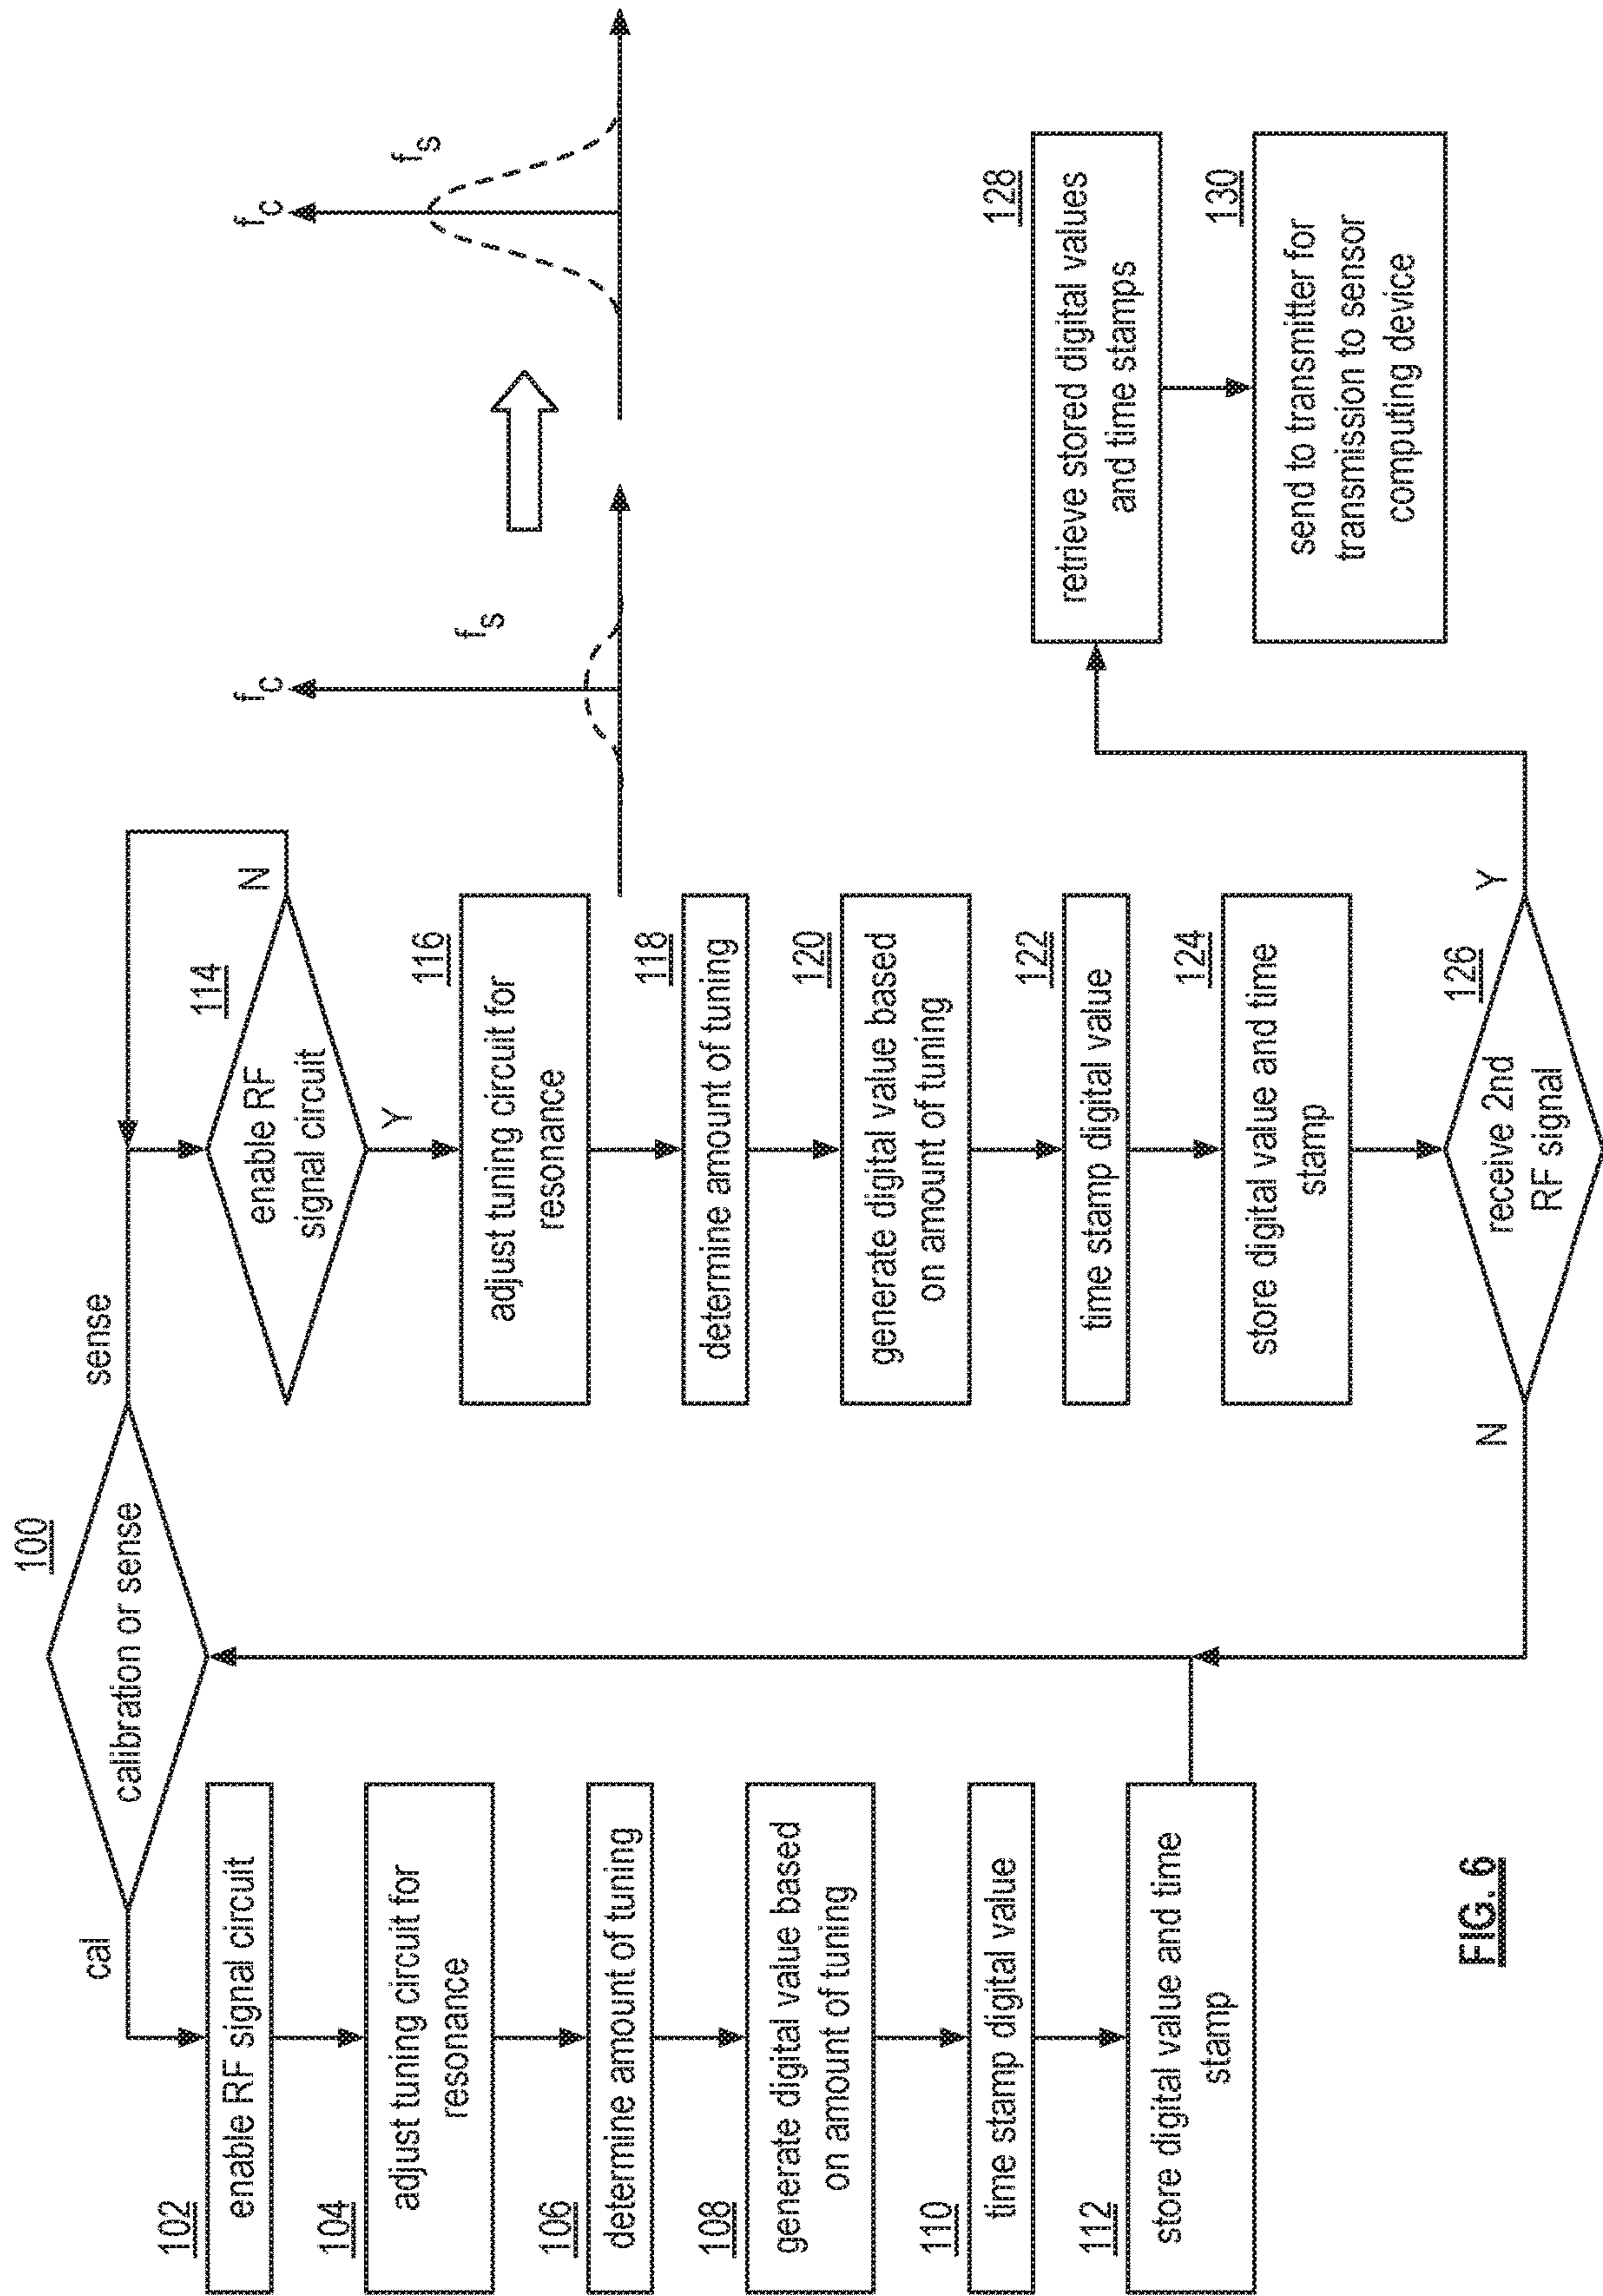 100
calibration or sense
cal
sense
102
enable RF signal circuit
104
adjust tuning circuit for
resonance
106
determine amount of tuning
108
generate digital value based
on amount of tuning
110
time stamp digital value
112
store digital value and time
stamp
114
enable RF
signal circuit
N
Y
116
adjust tuning circuit for
resonance
118
determine amount of tuning
120
generate digital value based
on amount of tuning
122
time stamp digital value
124
store digital value and time
stamp
126
receive 2nd
RF signal
N
Y
fc
fs
fc
fs
128
retrieve stored digital values
and time stamps
130
send to transmitter for
transmission to sensor
computing device
FIG. 6